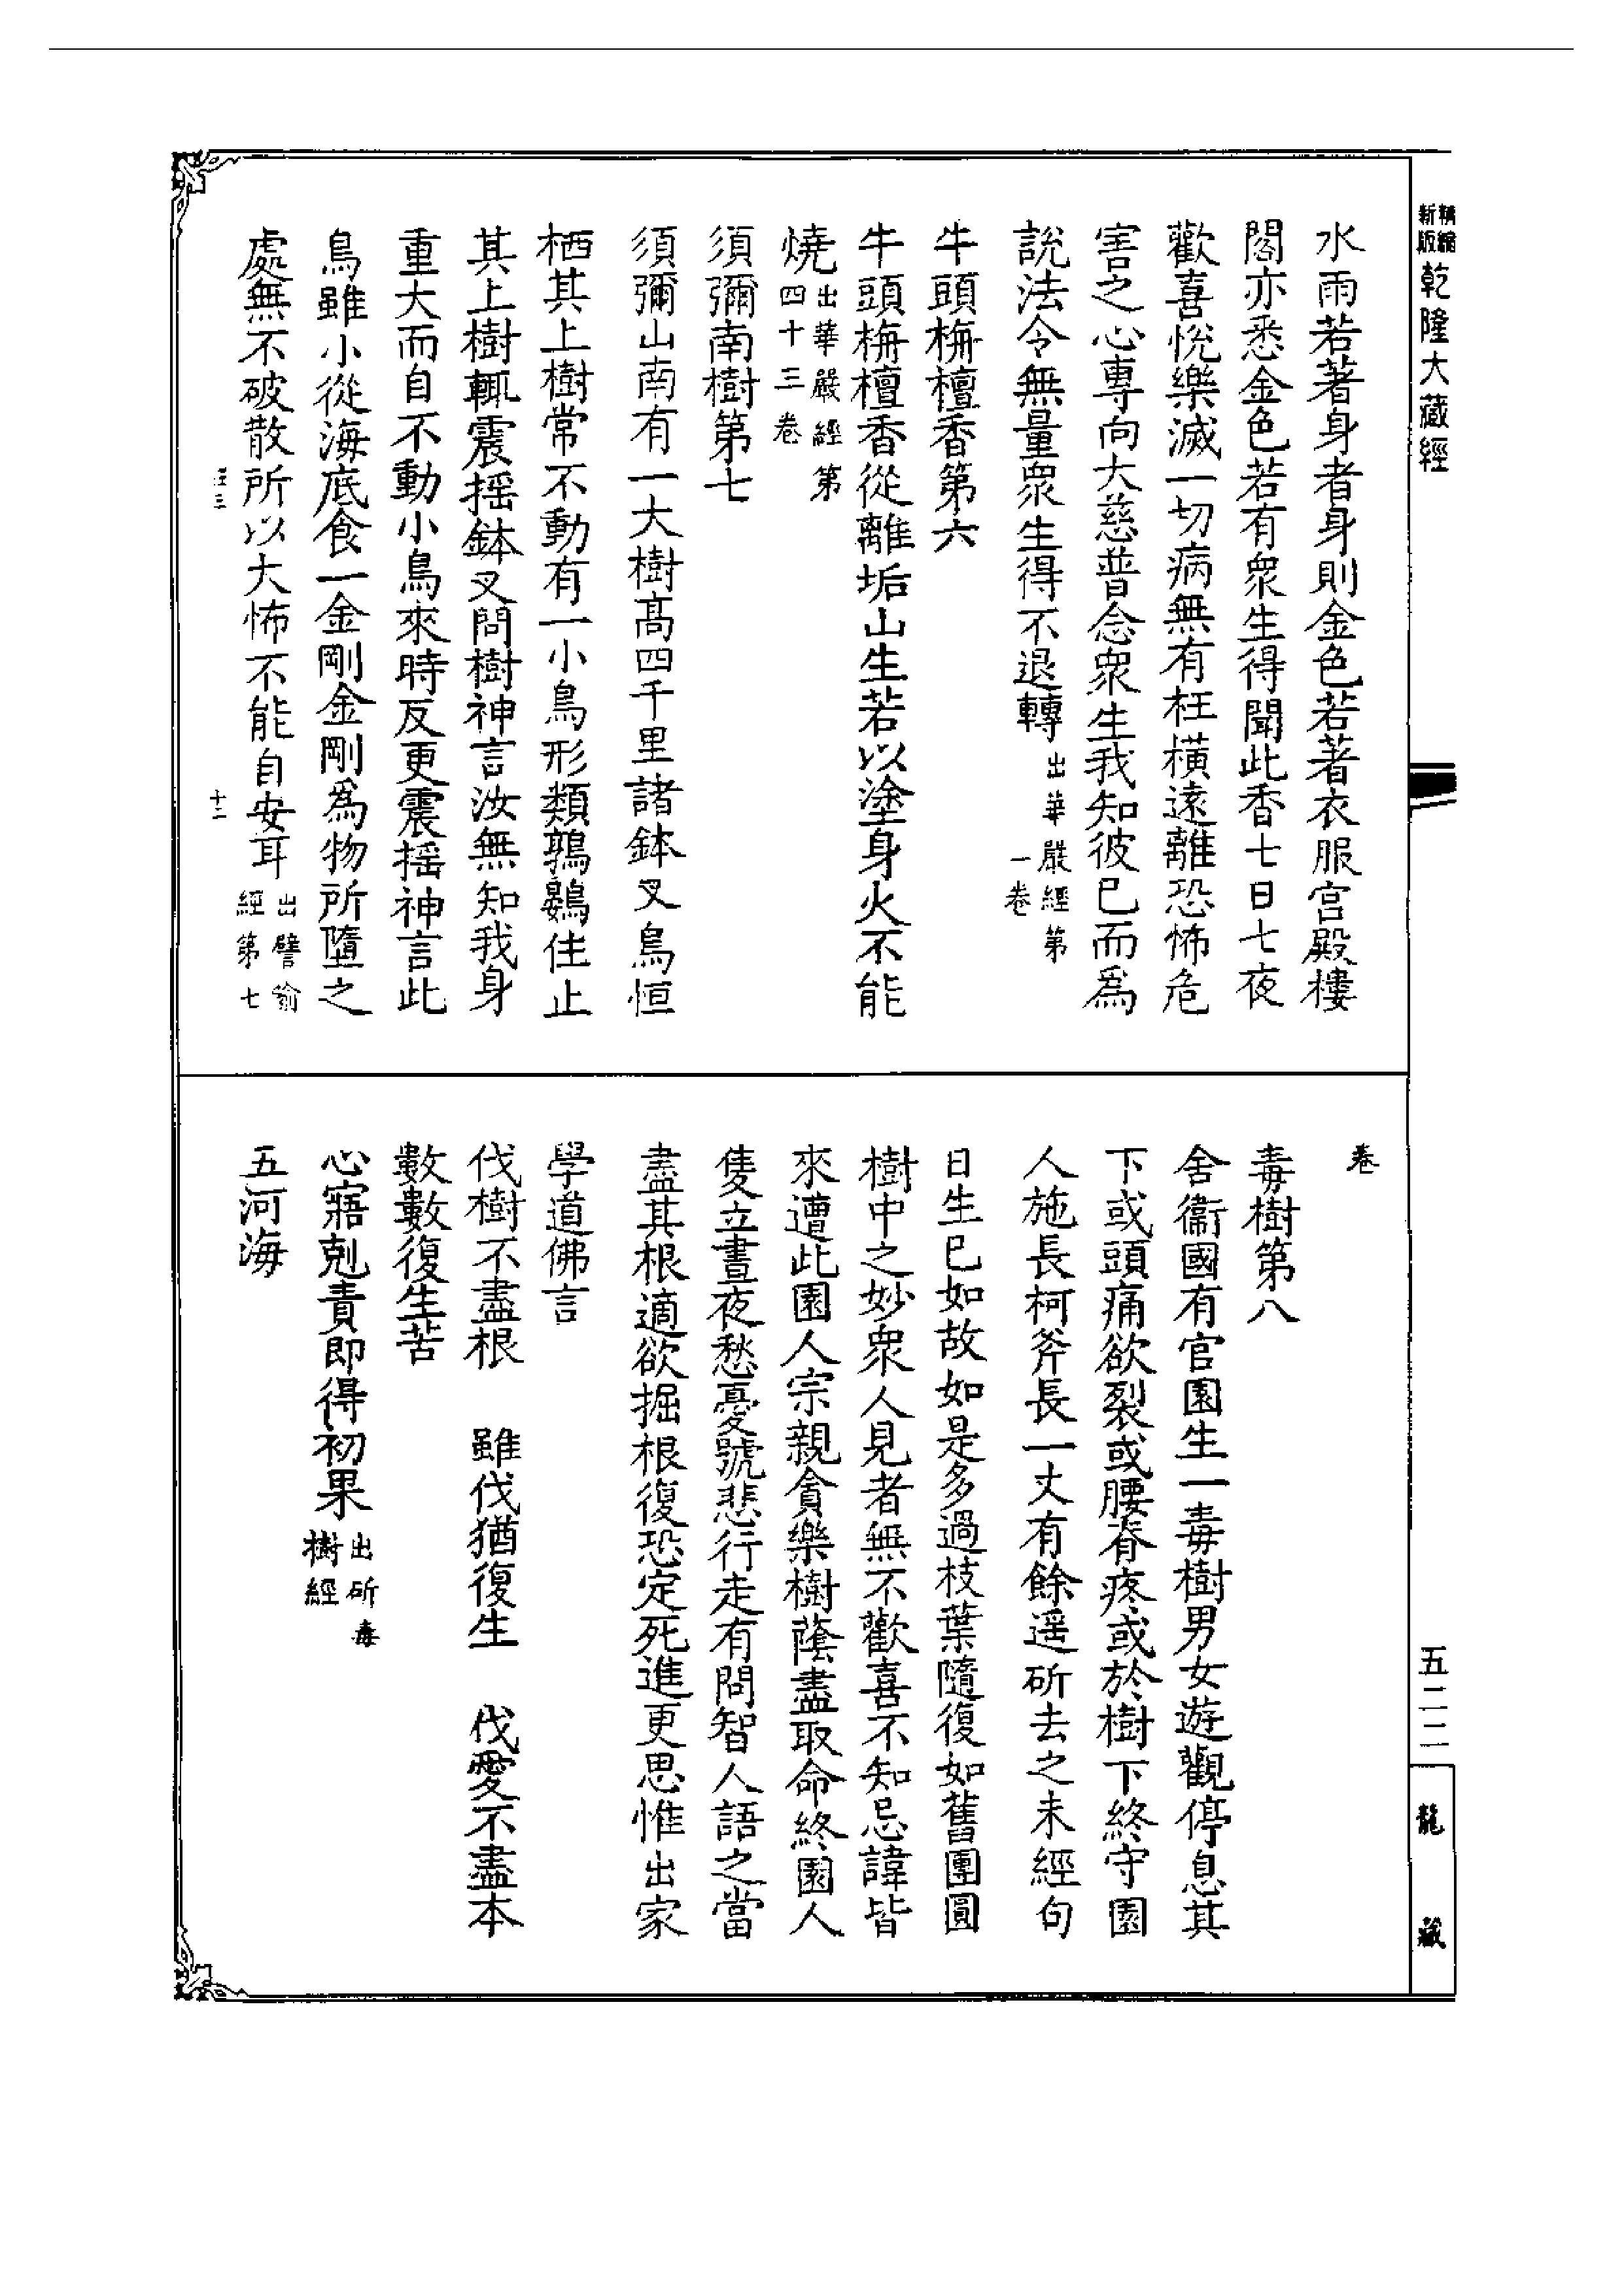 精縮
新版
乾隆大藏經
水雨若著身者身則金色若著衣服宮殿樓
閣亦悉金色若有眾生得聞此香七日七夜
歡喜悅樂滅一切病無有枉橫遠離恐怖危
害之心專向大慈普念眾生我知彼已而為
說法令無量眾生得不退轉出華嚴經第一卷
牛頭栴檀香第六
牛頭栴檀香從離垢山生若以塗身火不能
燒出華嚴經第四十三卷
須彌南樹第七
須彌山南有一大樹高四千里諸鉢叉鳥恒
栖其上樹常不動有一小鳥形類鶉鷃住止
其上樹輒震搖鉢叉問樹神言汝無知我身
重大而自不動小鳥來時反更震搖神言此
鳥雖小從海底食一金剛金剛為物所墮之
處無不破散所以大怖不能自安耳出譬喻經第七
十二
卷
毒樹第八
舍衞國有官園生一毒樹男女遊觀停息其
下或頭痛欲裂或腰脊疼或於樹下終守園
人施長柯斧長一丈有餘遥斫去之未經旬
日生已如故如是多過枝葉隨復如舊團圓
樹中之妙眾人見者無不歡喜不知忌諱皆
來遭此園人宗親貪樂樹蔭盡取命終園人
隻立晝夜愁憂號悲行走有問智人語之當
盡其根適欲掘根復恐定死進更思惟出家
學道佛言
伐樹不盡根　雖伐猶復生　伐愛不盡本
數數復生苦
心寤剋責即得初果出斫毒樹經
五河海
五二二
龍藏